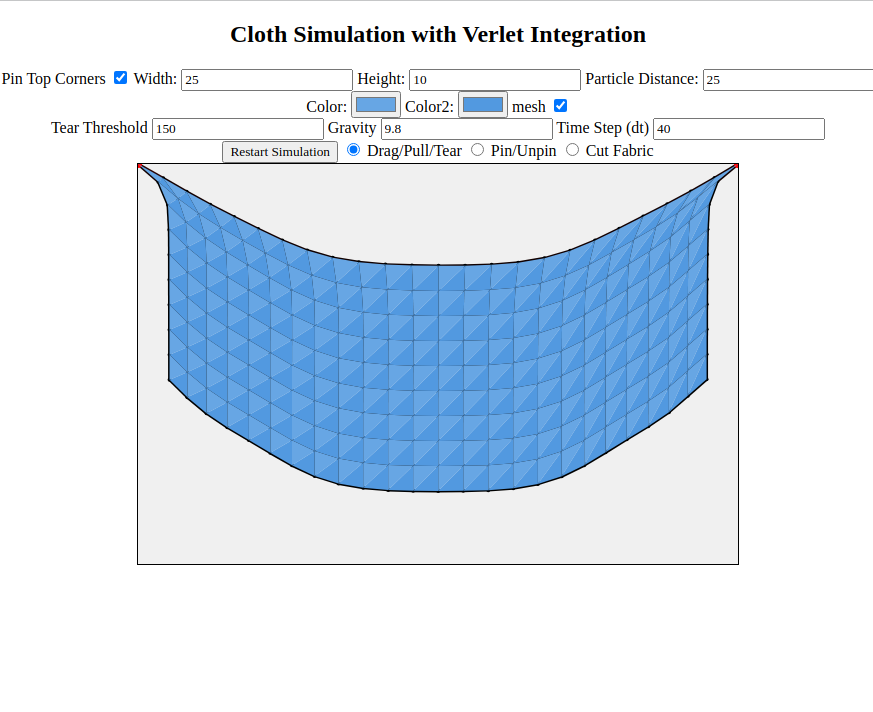 Cloth Simulation with Verlet Integration
Pin Top Corners Width: 25 Height: 10 Particle Distance: 25
Color: Color2: mesh
Tear Threshold 150 Gravity 9.8 Time Step (dt) 40
Restart Simulation Drag/Pull/Tear Pin/Unpin Cut Fabric